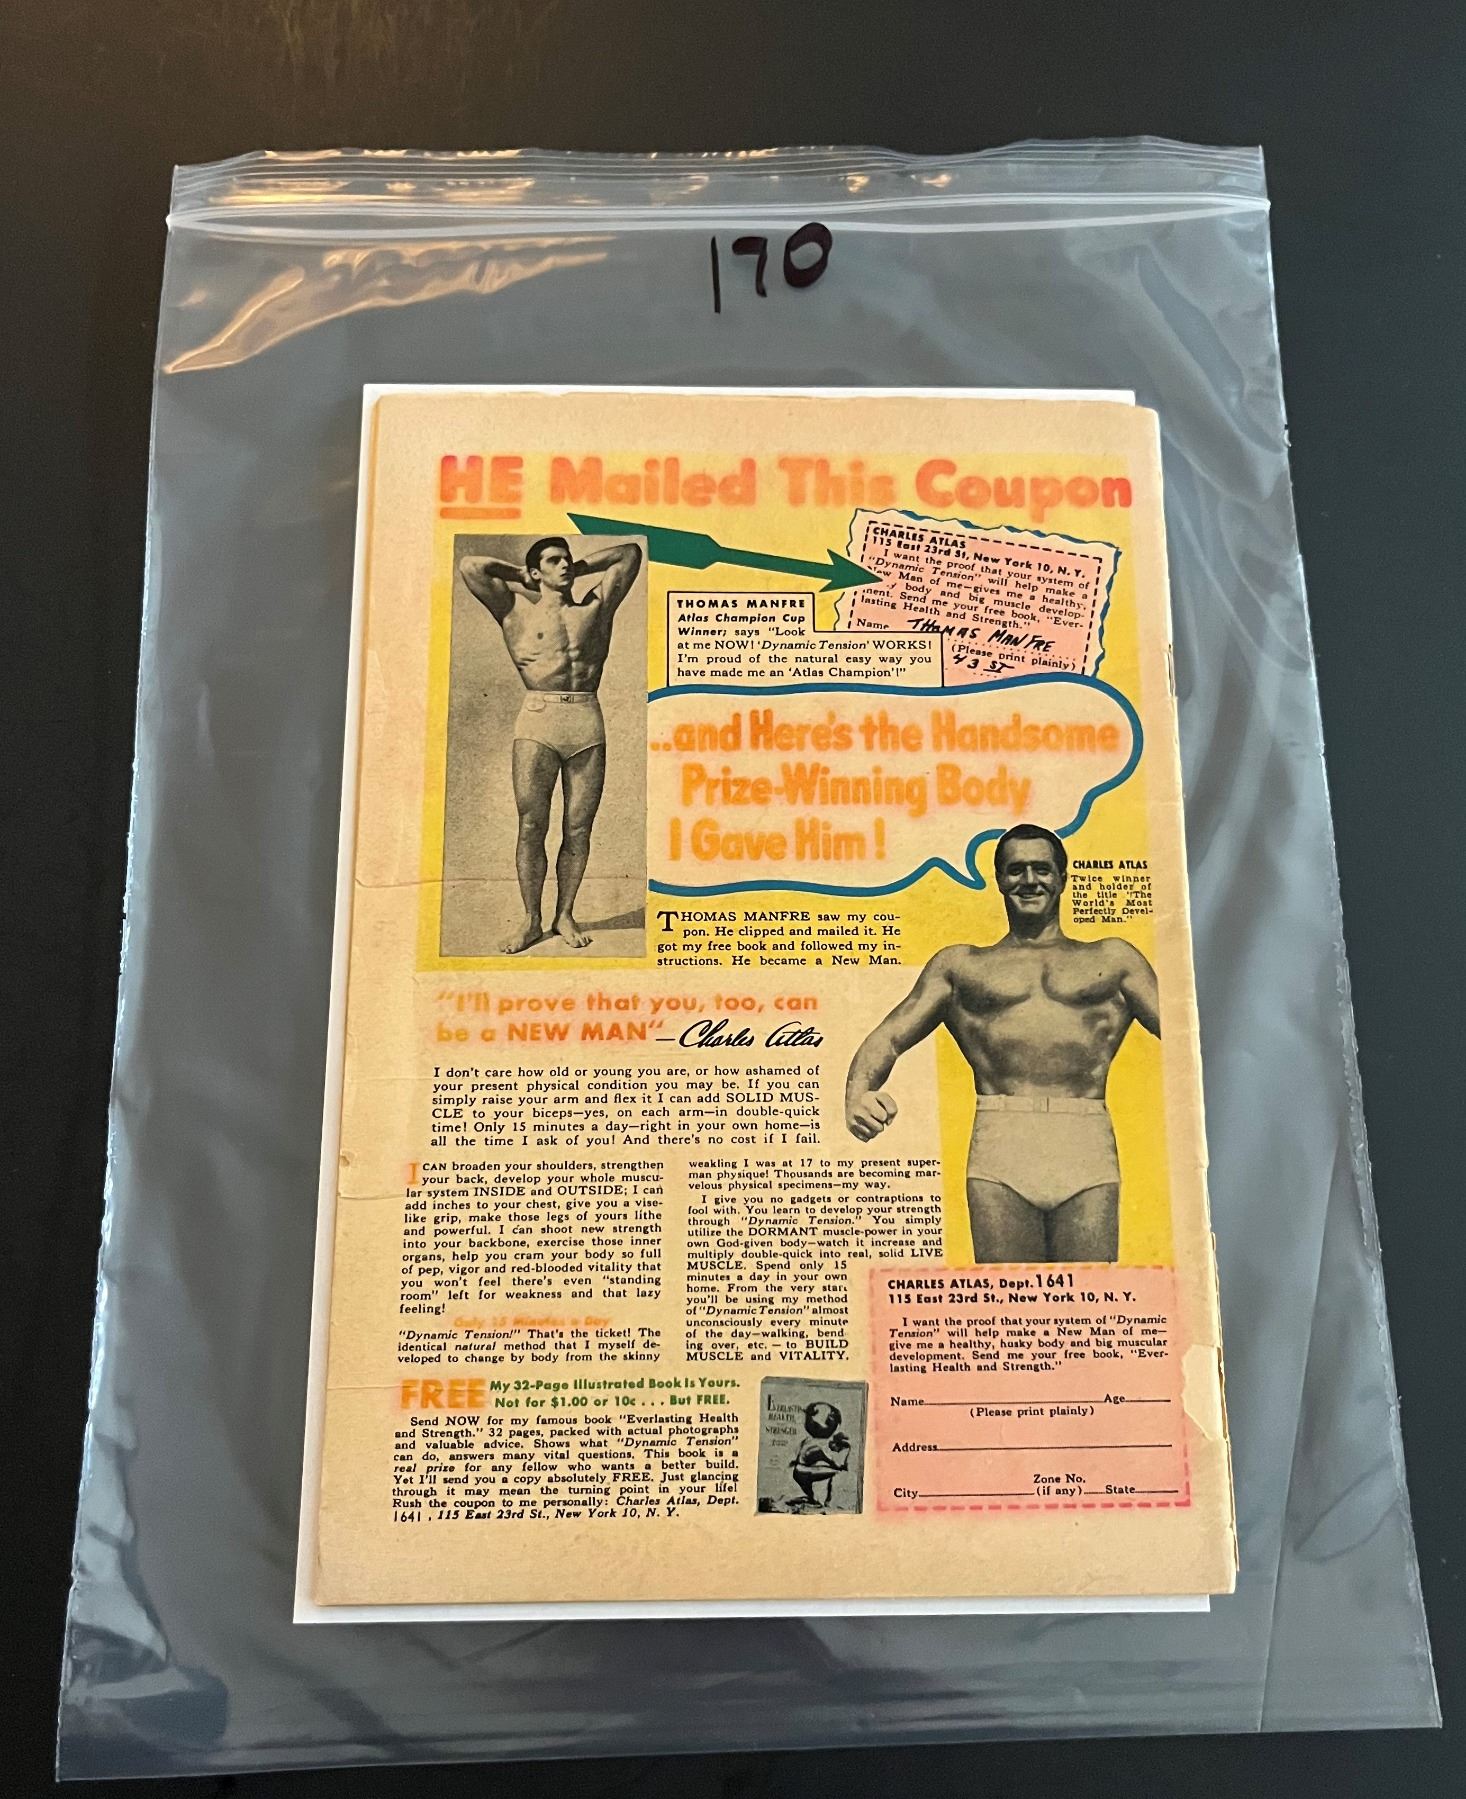 170
HE Mailed This Coupon
CHARLES ATLAS
115 East 23rd St, New York 10, N. Y.
I want the proof that your system of
"Dynamic Tension" will help make a
New Man of me—gives me a healthy,
body and big muscle develop-
ment. Send me your free book, "Ever-
lasting Health and Strength."
Name THOMAS MANFRE
(Please print plainly)
43 ST
THOMAS MANFRE
Atlas Champion Cup
Winner; says "Look
at me NOW! 'Dynamic Tension' WORKS!
I'm proud of the natural easy way you
have made me an 'Atlas Champion'!"
..and Here's the Handsome
Prize-Winning Body
I Gave Him!
CHARLES ATLAS
Twice winner
and holder of
the title "The
World's Most
Perfectly Devel-
oped Man."
THOMAS MANFRE saw my cou-
pon. He clipped and mailed it. He
got my free book and followed my in-
structions. He became a New Man.
"I'll prove that you, too, can
be a NEW MAN"—Charles Atlas
I don't care how old or young you are, or how ashamed of
your present physical condition you may be. If you can
simply raise your arm and flex it I can add SOLID MUS-
CLE to your biceps—yes, on each arm—in double-quick
time! Only 15 minutes a day—right in your own home—is
all the time I ask of you! And there's no cost if I fail.
I CAN broaden your shoulders, strengthen
your back, develop your whole muscu-
lar system INSIDE and OUTSIDE; I can
add inches to your chest, give you a vise-
like grip, make those legs of yours lithe
and powerful. I can shoot new strength
into your backbone, exercise those inner
organs, help you cram your body so full
of pep, vigor and red-blooded vitality that
you won't feel there's even "standing
room" left for weakness and that lazy
feeling!
Only 15 Minutes a Day
"Dynamic Tension!" That's the ticket! The
identical natural method that I myself de-
veloped to change by body from the skinny
weakling I was at 17 to my present super-
man physique! Thousands are becoming mar-
velous physical specimens—my way.
I give you no gadgets or contraptions to
fool with. You learn to develop your strength
through "Dynamic Tension." You simply
utilize the DORMANT muscle-power in your
own God-given body—watch it increase and
multiply double-quick into real, solid LIVE
MUSCLE. Spend only 15
minutes a day in your own
home. From the very start
you'll be using my method
of "Dynamic Tension" almost
unconsciously every minute
of the day—walking, bend
ing over, etc. — to BUILD
MUSCLE and VITALITY.
FREE My 32-Page Illustrated Book Is Yours.
Not for $1.00 or 10c . . . But FREE.
Send NOW for my famous book "Everlasting Health
and Strength." 32 pages, packed with actual photographs
and valuable advice. Shows what "Dynamic Tension"
can do, answers many vital questions. This book is a
real prize for any fellow who wants a better build.
Yet I'll send you a copy absolutely FREE. Just glancing
through it may mean the turning point in your life!
Rush the coupon to me personally: Charles Atlas, Dept.
1641 , 115 East 23rd St., New York 10, N. Y.
EVERLASTING
HEALTH
STRENGTH
CHARLES ATLAS, Dept. 1641
115 East 23rd St., New York 10, N. Y.
I want the proof that your system of "Dynamic
Tension" will help make a New Man of me—
give me a healthy, husky body and big muscular
development. Send me your free book, "Ever-
lasting Health and Strength."
Name Age
(Please print plainly)
Address
Zone No.
City (if any) State